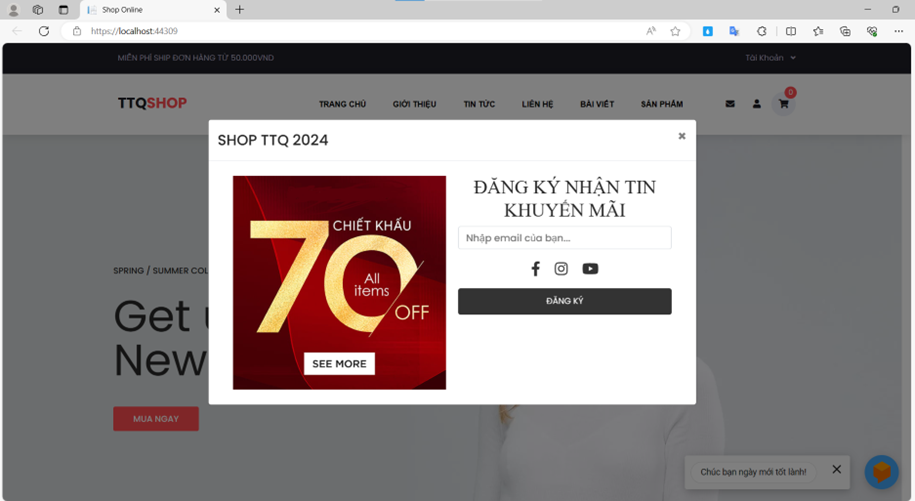 Shop Online
https://localhost:44309
MIỄN PHÍ SHIP ĐƠN HÀNG TỪ 50.000VND
Tài Khoản
TTQSHOP
TRANG CHỦ GIỚI THIỆU TIN TỨC LIÊN HỆ BÀI VIẾT SẢN PHẨM
0
SHOP TTQ 2024
×
CHIẾT KHẤU
70
All
items
OFF
SEE MORE
ĐĂNG KÝ NHẬN TIN
KHUYẾN MÃI
Nhập email của bạn...
ĐĂNG KÝ
SPRING / SUMMER COL
Get
New
MUA NGAY
Chúc bạn ngày mới tốt lành!